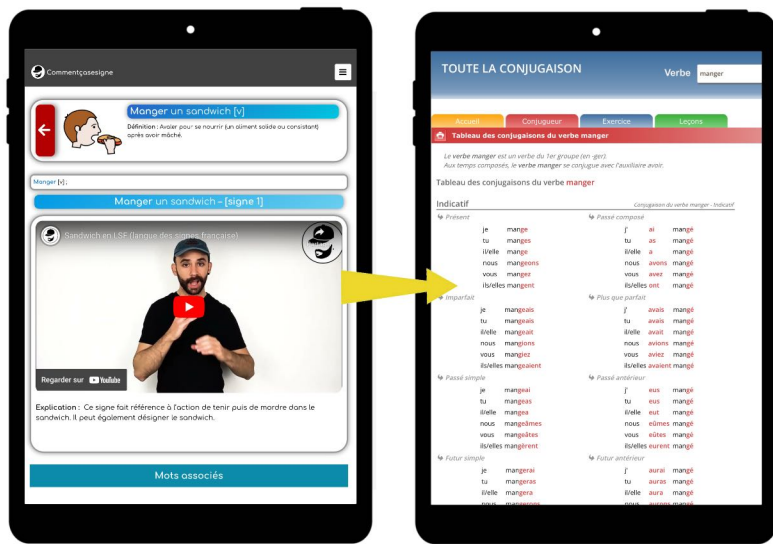 Commentçasesigne
Manger un sandwich [v]
Définition : Avaler pour se nourrir (un aliment solide ou consistant)
après avoir mâché.
Manger [v] ;
Manger un sandwich – [signe 1]
Sandwich en LSF (langue des signes française)
Regarder sur YouTube
Explication : Ce signe fait référence à l'action de tenir puis de mordre dans le
sandwich. Il peut également désigner le sandwich.
Mots associés
TOUTE LA CONJUGAISON
Verbe manger
Accueil Conjugueur Exercice Leçons
Tableau des conjugaisons du verbe manger
Le verbe manger est un verbe du 1er groupe (en -ger).
Aux temps composés, le verbe manger se conjugue avec l'auxiliaire avoir.
Tableau des conjugaisons du verbe manger
Indicatif Conjugaison du verbe manger - Indicatif
Présent
je mange
tu manges
il/elle mange
nous mangeons
vous mangez
ils/elles mangent
Passé composé
j' ai mangé
tu as mangé
il/elle a mangé
nous avons mangé
vous avez mangé
ils/elles ont mangé
Imparfait
je mangeais
tu mangeais
il/elle mangeait
nous mangions
vous mangiez
ils/elles mangeaient
Plus que parfait
j' avais mangé
tu avais mangé
il/elle avait mangé
nous avions mangé
vous aviez mangé
ils/elles avaient mangé
Passé simple
je mangeai
tu mangeas
il/elle mangea
nous mangeâmes
vous mangeâtes
ils/elles mangèrent
Passé antérieur
j' eus mangé
tu eus mangé
il/elle eut mangé
nous eûmes mangé
vous eûtes mangé
ils/elles eurent mangé
Futur simple
je mangerai
tu mangeras
il/elle mangera
nous mangerons
Futur antérieur
j' aurai mangé
tu auras mangé
il/elle aura mangé
nous aurons mangé